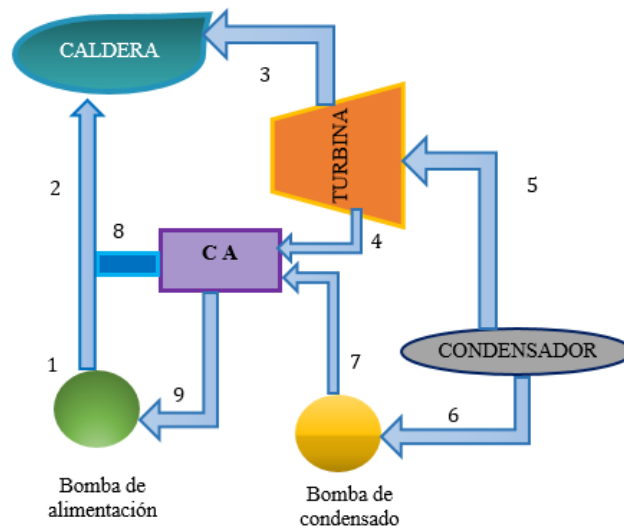 CALDERA
3
TURBINA
2
5
8
4
C A
1
7
CONDENSADOR
9
6
Bomba de
alimentación
Bomba de
condensado